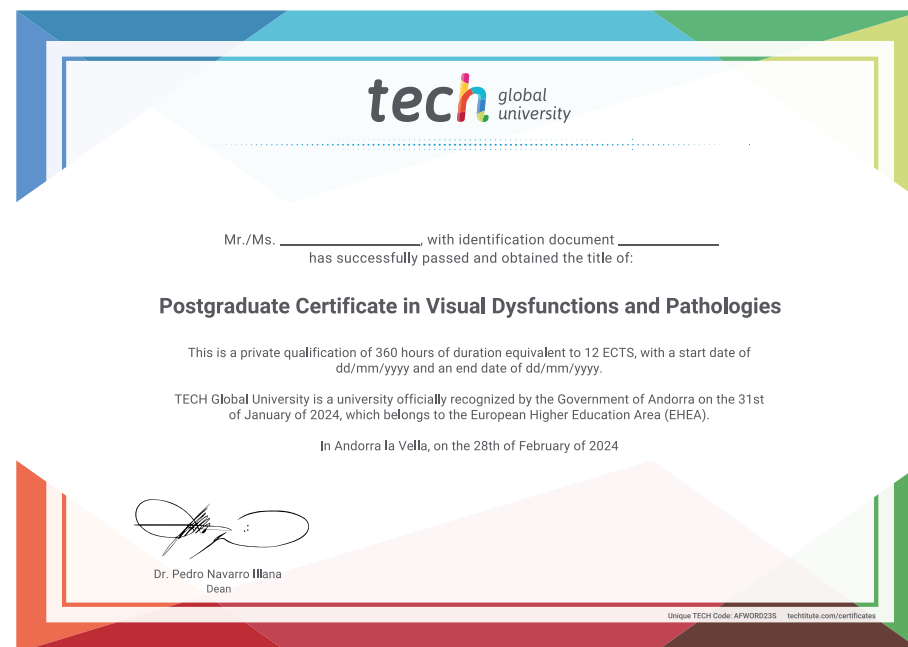 tech global
university
Mr./Ms. ____________________, with identification document ______________
has successfully passed and obtained the title of:
Postgraduate Certificate in Visual Dysfunctions and Pathologies
This is a private qualification of 360 hours of duration equivalent to 12 ECTS, with a start date of
dd/mm/yyyy and an end date of dd/mm/yyyy.
TECH Global University is a university officially recognized by the Government of Andorra on the 31st
of January of 2024, which belongs to the European Higher Education Area (EHEA).
In Andorra la Vella, on the 28th of February of 2024
Dr. Pedro Navarro Illana
Dean
Unique TECH Code: AFWORD23S techtitute.com/certificates